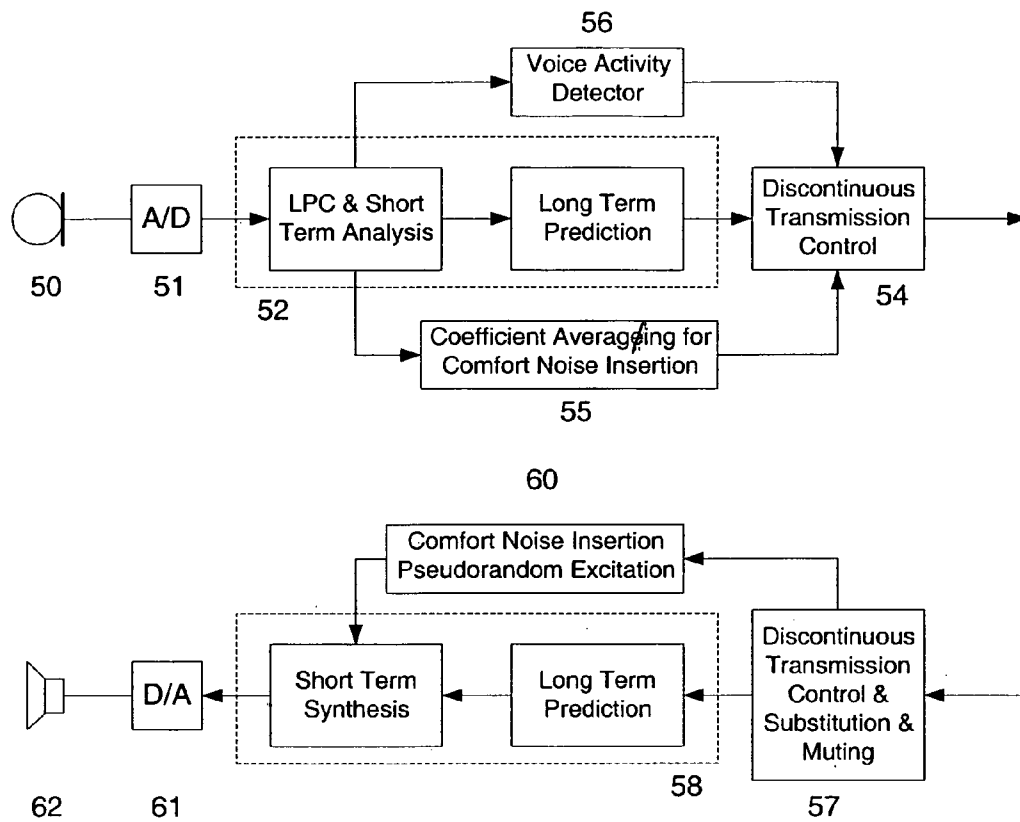 56
Voice Activity
Detector
A/D
LPC & Short
Term Analysis
Long Term
Prediction
Discontinuous
Transmission
Control
50
51
52
54
Coefficient Averageing for
Comfort Noise Insertion
55
60
Comfort Noise Insertion
Pseudorandom Excitation
D/A
Short Term
Synthesis
Long Term
Prediction
Discontinuous
Transmission
Control &
Substitution &
Muting
62
61
58
57